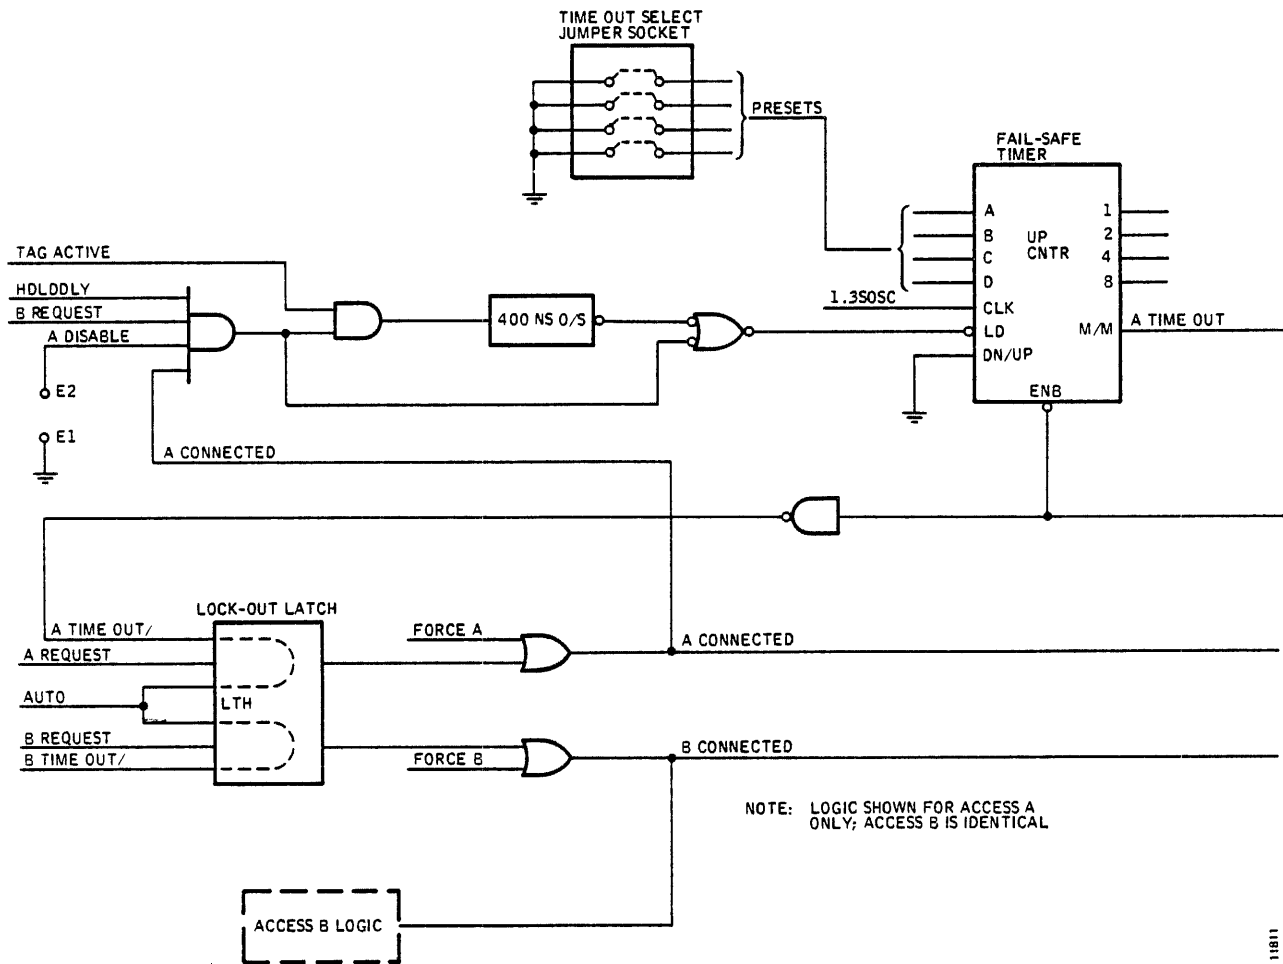 TIME OUT SELECT
JUMPER SOCKET
PRESETS
FAIL-SAFE
TIMER
A
B
C
D
UP
CNTR
1
2
4
8
1.3SOSC
CLK
LD
DN/UP
M/M
ENB
A TIME OUT
TAG ACTIVE
HDLDDLY
B REQUEST
A DISABLE
E2
E1
400 NS O/S
A CONNECTED
LOCK-OUT LATCH
A TIME OUT/
A REQUEST
AUTO
LTH
B REQUEST
B TIME OUT/
FORCE A
A CONNECTED
FORCE B
B CONNECTED
NOTE: LOGIC SHOWN FOR ACCESS A
ONLY; ACCESS B IS IDENTICAL
ACCESS B LOGIC
11811